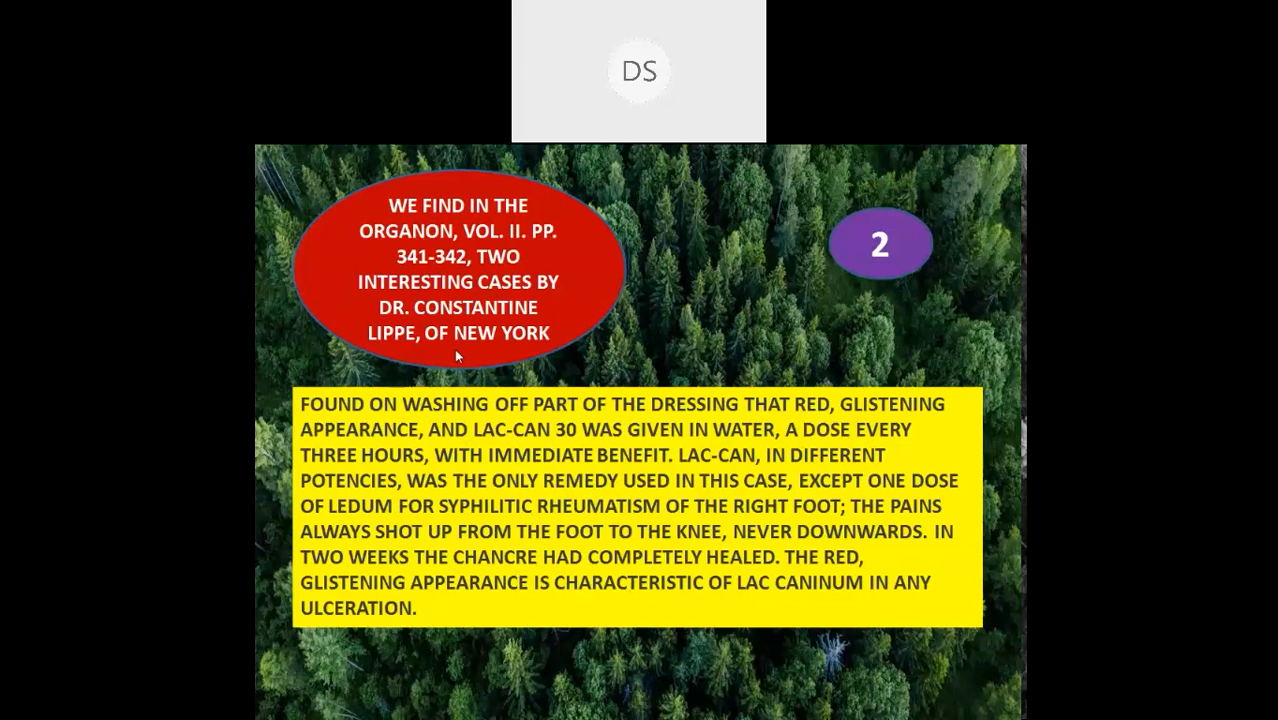 DS
WE FIND IN THE
ORGANON, VOL. II. PP.
341-342, TWO
INTERESTING CASES BY
DR. CONSTANTINE
LIPPE, OF NEW YORK
2
FOUND ON WASHING OFF PART OF THE DRESSING THAT RED, GLISTENING
APPEARANCE, AND LAC-CAN 30 WAS GIVEN IN WATER, A DOSE EVERY
THREE HOURS, WITH IMMEDIATE BENEFIT. LAC-CAN, IN DIFFERENT
POTENCIES, WAS THE ONLY REMEDY USED IN THIS CASE, EXCEPT ONE DOSE
OF LEDUM FOR SYPHILITIC RHEUMATISM OF THE RIGHT FOOT; THE PAINS
ALWAYS SHOT UP FROM THE FOOT TO THE KNEE, NEVER DOWNWARDS. IN
TWO WEEKS THE CHANCRE HAD COMPLETELY HEALED. THE RED,
GLISTENING APPEARANCE IS CHARACTERISTIC OF LAC CANINUM IN ANY
ULCERATION.